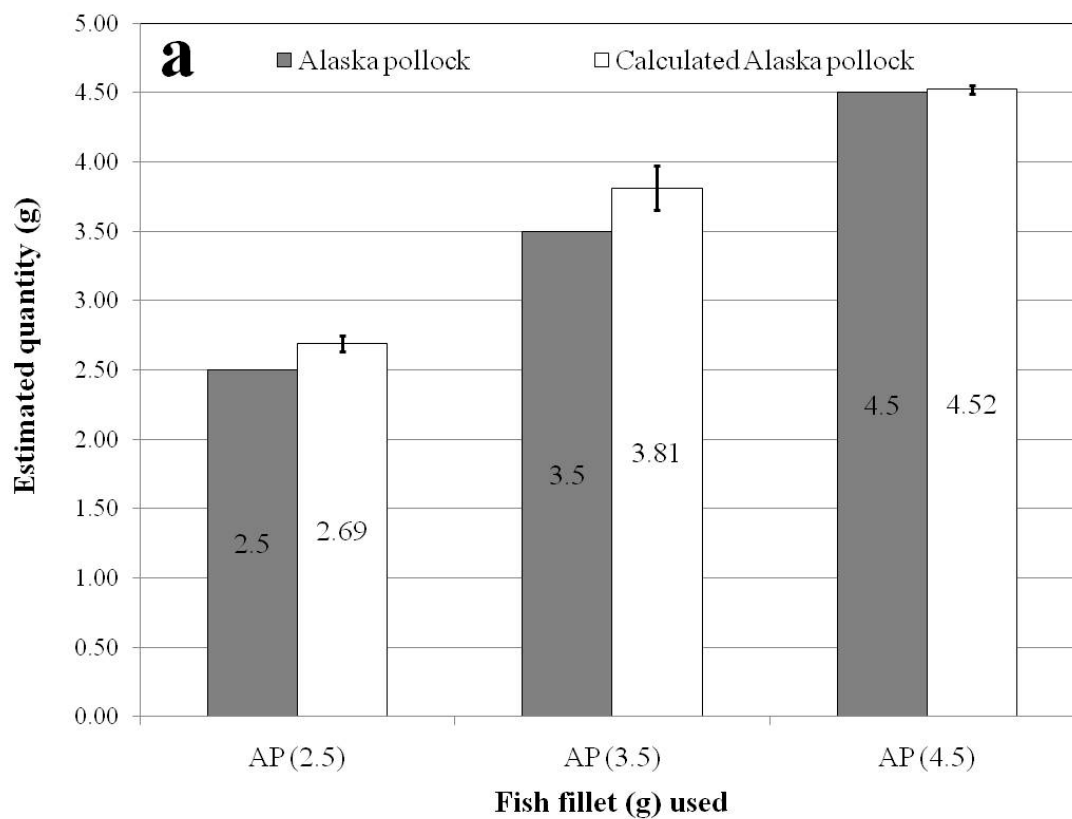 a
Alaska pollock
Calculated Alaska pollock
5.00
4.50
4.00
3.50
3.00
2.50
2.00
1.50
1.00
0.50
0.00
Estimated quantity (g)
2.5
2.69
3.5
3.81
4.5
4.52
AP (2.5)
AP (3.5)
AP (4.5)
Fish fillet (g) used